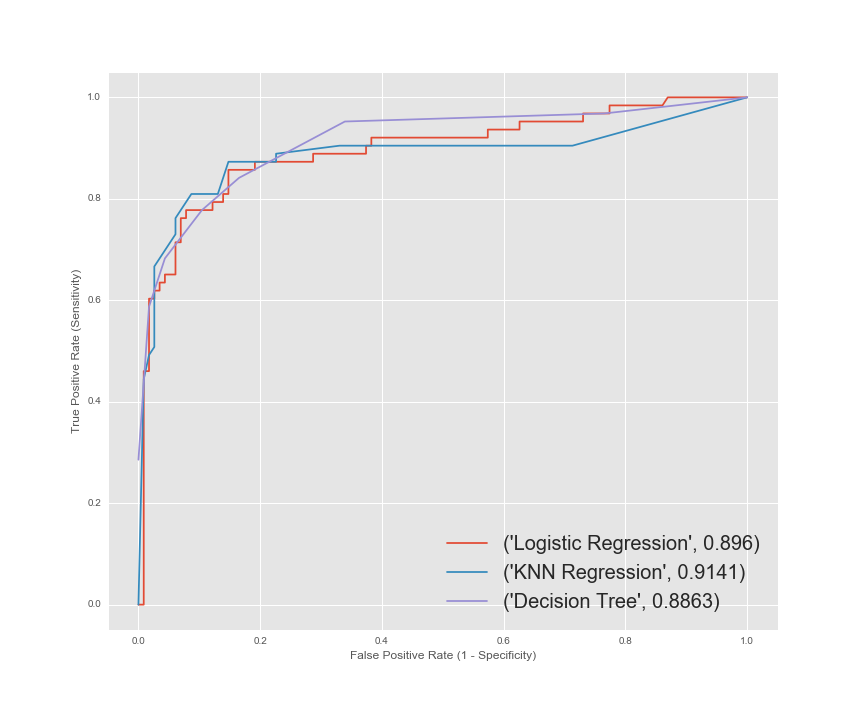 1.0
0.8
0.6
0.4
0.2
0.0
True Positive Rate (Sensitivity)
('Logistic Regression', 0.896)
('KNN Regression', 0.9141)
('Decision Tree', 0.8863)
0.0 0.2 0.4 0.6 0.8 1.0
False Positive Rate (1 - Specificity)